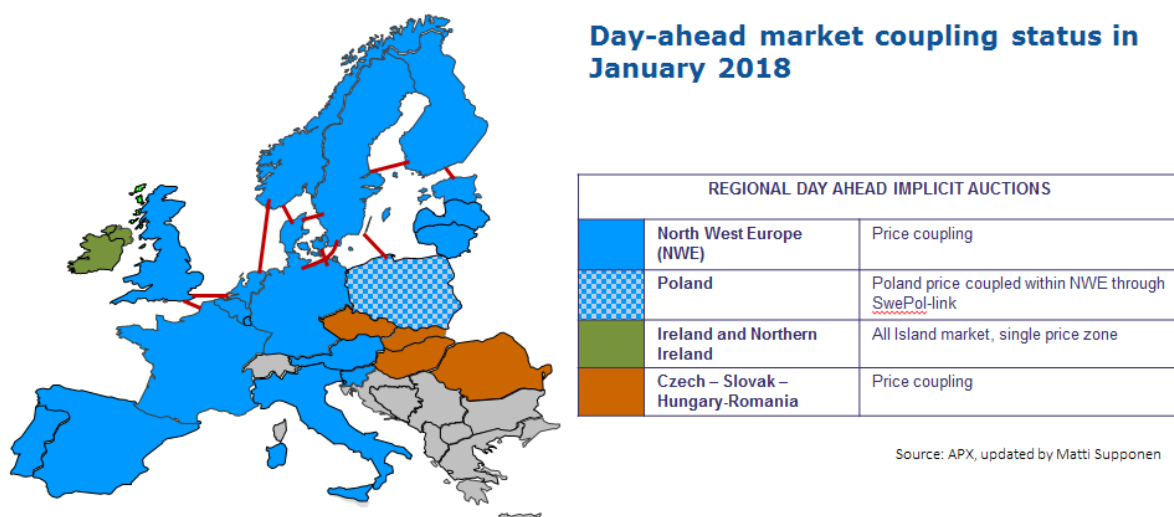 Day-ahead market coupling status in
January 2018
REGIONAL DAY AHEAD IMPLICIT AUCTIONS
North West Europe
(NWE)
Price coupling
Poland
Poland price coupled within NWE through
SwePol-link
Ireland and Northern
Ireland
All Island market, single price zone
Czech – Slovak –
Hungary-Romania
Price coupling
Source: APX, updated by Matti Supponen